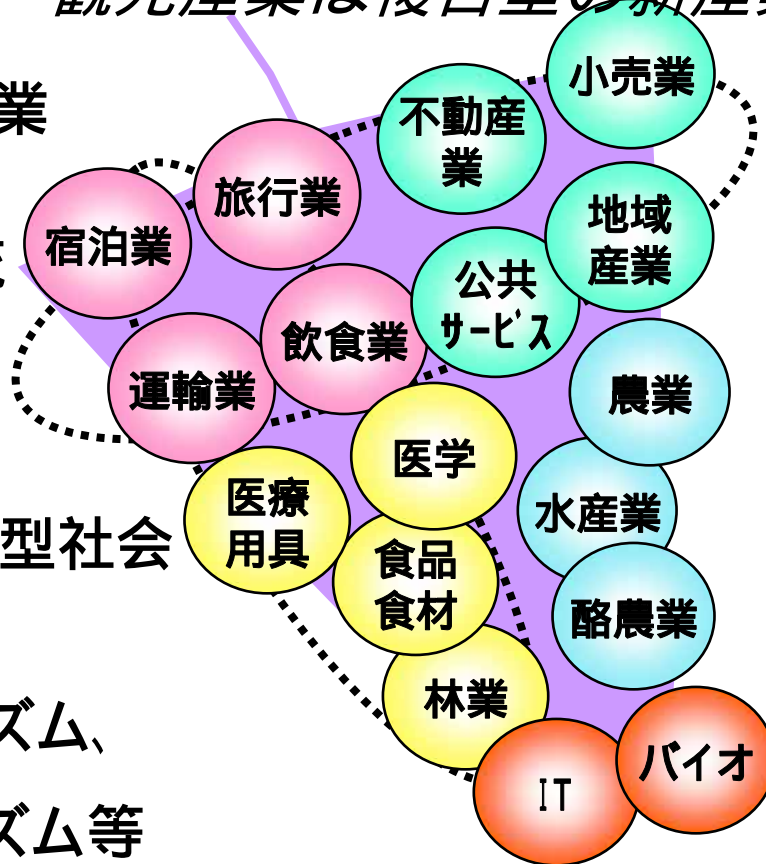 観光産業は複合型の新産業
業
小売業
不動産
業
旅行業
宿泊業
地域
産業
公共
サービス
飲食業
運輸業
農業
医学
医療
用具
水産業
型社会
食品
食材
酪農業
林業
ズム、
バイオ
IT
ズム等